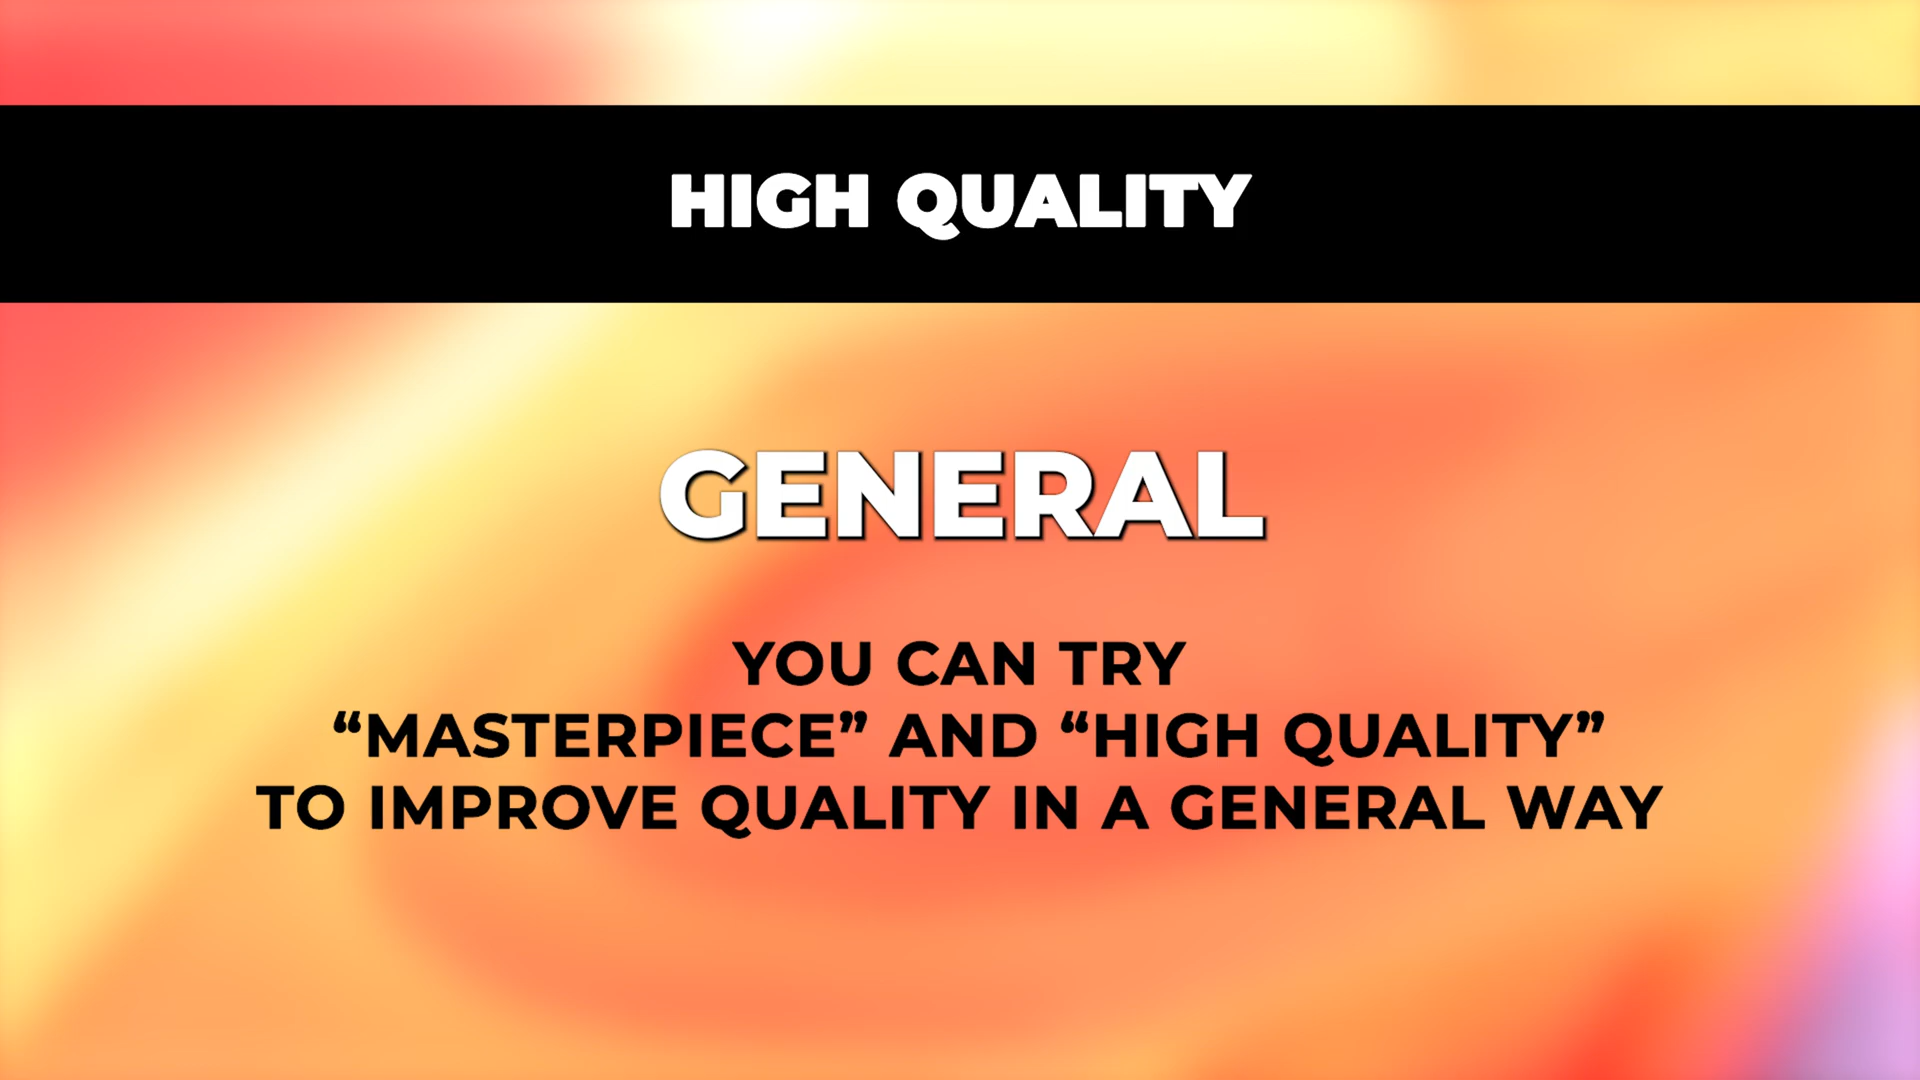 HIGH QUALITY
GENERAL
YOU CAN TRY
“MASTERPIECE” AND “HIGH QUALITY”
TO IMPROVE QUALITY IN A GENERAL WAY